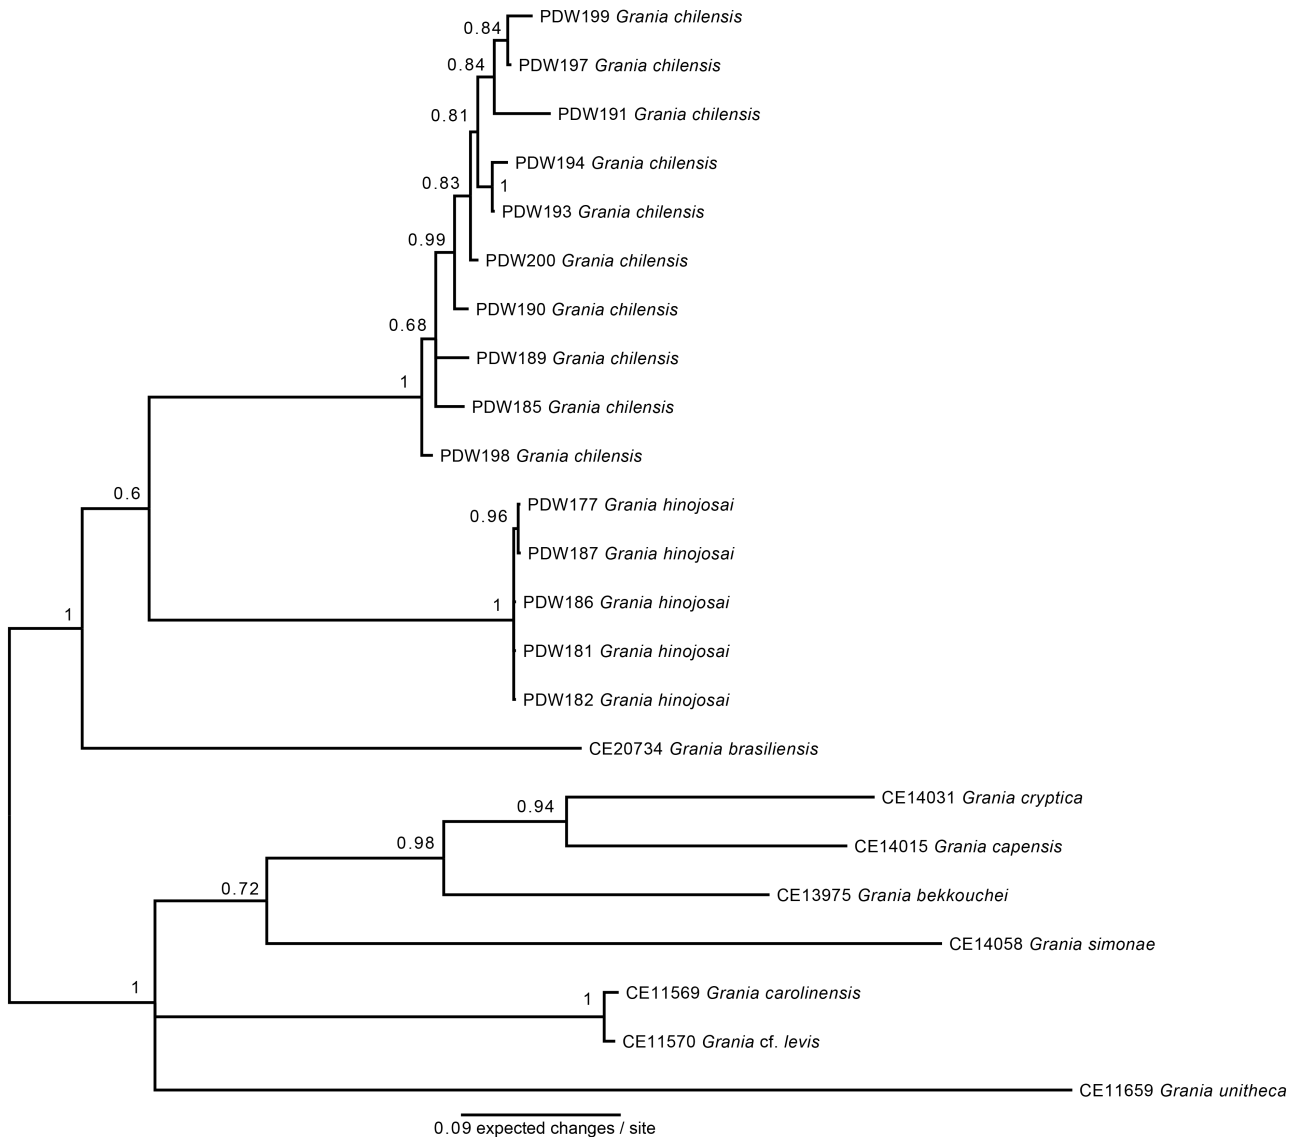 PDW199 Grania chilensis
0.84
PDW197 Grania chilensis
0.84
PDW191 Grania chilensis
0.81
PDW194 Grania chilensis
1
0.83
PDW193 Grania chilensis
0.99
PDW200 Grania chilensis
PDW190 Grania chilensis
0.68
PDW189 Grania chilensis
1
PDW185 Grania chilensis
PDW198 Grania chilensis
0.6
PDW177 Grania hinojosai
0.96
PDW187 Grania hinojosai
1
PDW186 Grania hinojosai
1
PDW181 Grania hinojosai
PDW182 Grania hinojosai
CE20734 Grania brasiliensis
CE14031 Grania cryptica
0.94
0.98
CE14015 Grania capensis
0.72
CE13975 Grania bekkouchei
CE14058 Grania simonae
1
1
CE11569 Grania carolinensis
CE11570 Grania cf. levis
CE11659 Grania unitheca
0.09 expected changes / site